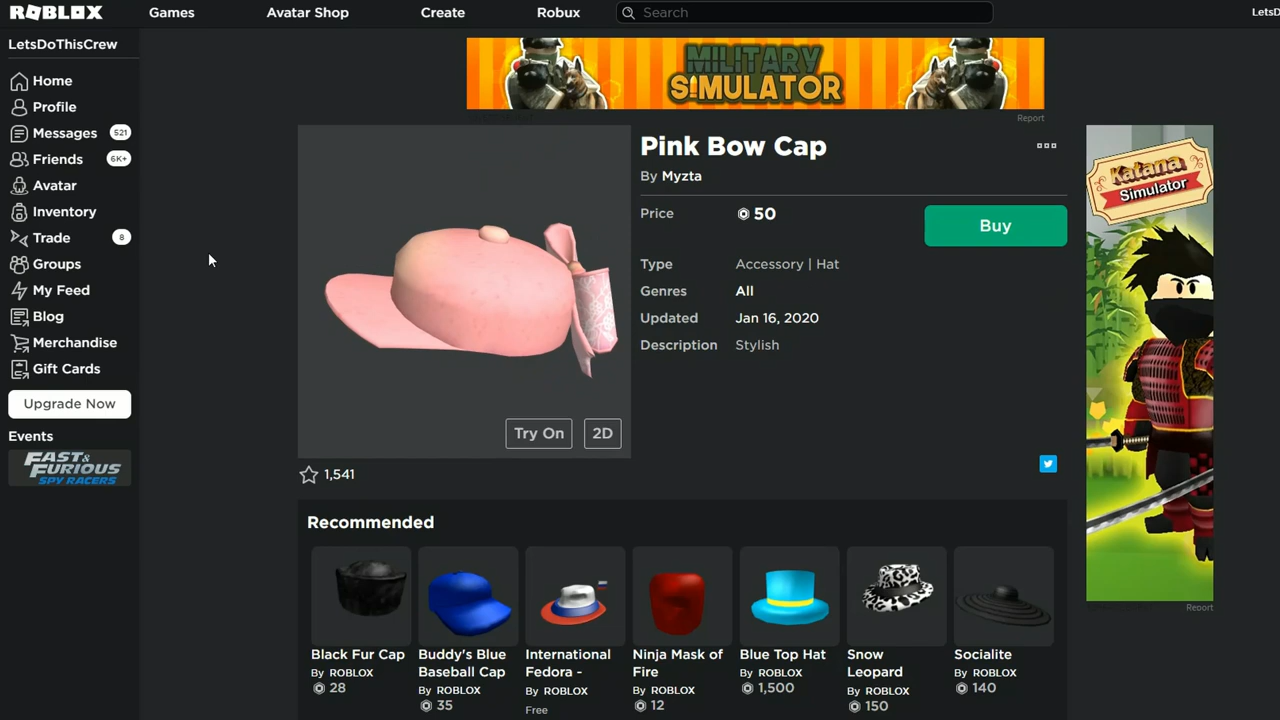 ROBLOX
Games
Avatar Shop
Create
Robux
Search
LetsD
LetsDoThisCrew
Home
Profile
Messages 521
Friends 6K+
Avatar
Inventory
Trade 8
Groups
My Feed
Blog
Merchandise
Gift Cards
Upgrade Now
Events
FAST &
FURIOUS
SPY RACERS
MILITARY
SIMULATOR
Report
Pink Bow Cap
By Myzta
Price 50
Buy
Type Accessory | Hat
Genres All
Updated Jan 16, 2020
Description Stylish
Try On
2D
1,541
Katana
Simulator
Report
Recommended
Black Fur Cap
By ROBLOX
28
Buddy's Blue
Baseball Cap
By ROBLOX
35
International
Fedora -
By ROBLOX
Free
Ninja Mask of
Fire
By ROBLOX
12
Blue Top Hat
By ROBLOX
1,500
Snow
Leopard
By ROBLOX
150
Socialite
By ROBLOX
140